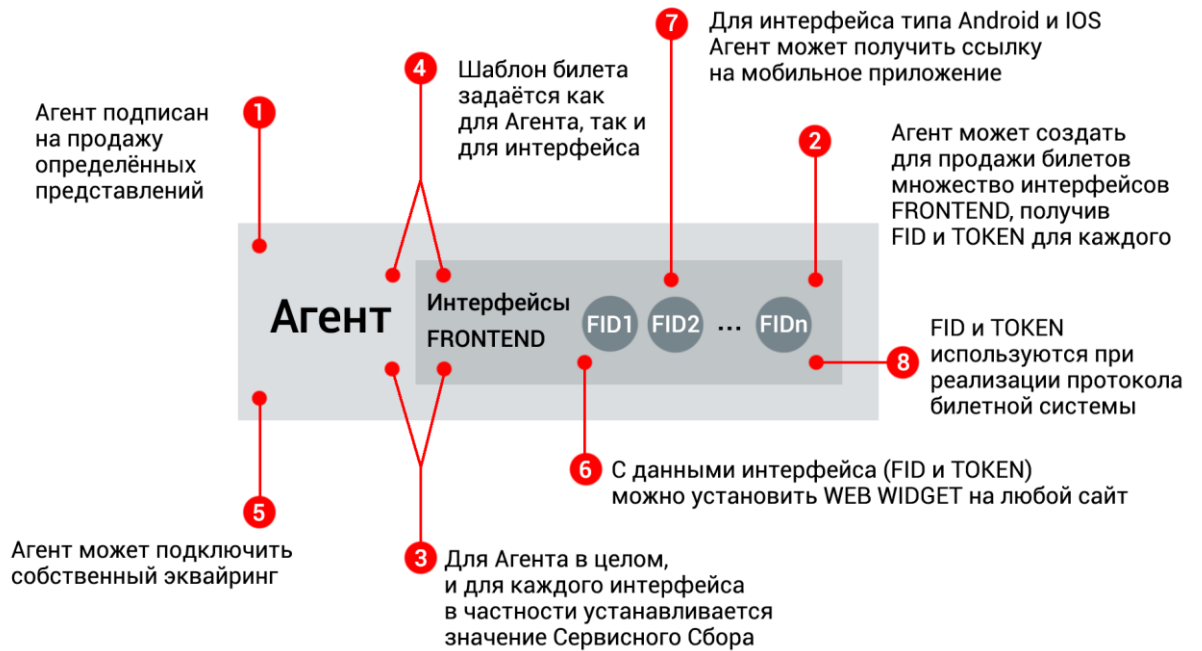 7
Для интерфейса типа Android и IOS
Агент может получить ссылку
на мобильное приложение
4
Шаблон билета
задаётся как
для Агента, так и
для интерфейса
1
Агент подписан
на продажу
определённых
представлений
2
Агент может создать
для продажи билетов
множество интерфейсов
FRONTEND, получив
FID и TOKEN для каждого
Агент
Интерфейсы
FRONTEND
FID1 FID2 ... FIDn
8
FID и TOKEN
используются при
реализации протокола
билетной системы
6
С данными интерфейса (FID и TOKEN)
можно установить WEB WIDGET на любой сайт
5
Агент может подключить
собственный эквайринг
3
Для Агента в целом,
и для каждого интерфейса
в частности устанавливается
значение Сервисного Сбора